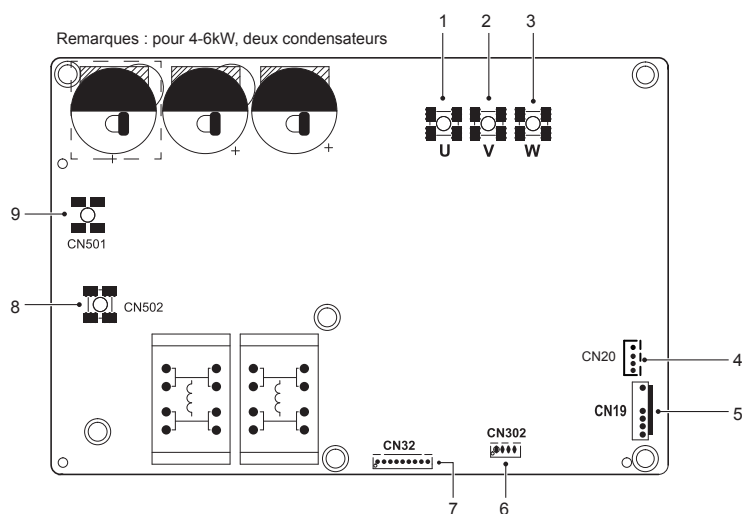 Remarques : pour 4-6kW, deux condensateurs
1
2
3
U
V
W
9
CN501
8
CN502
CN20
4
CN19
5
CN32
CN302
7
6
+
+
+